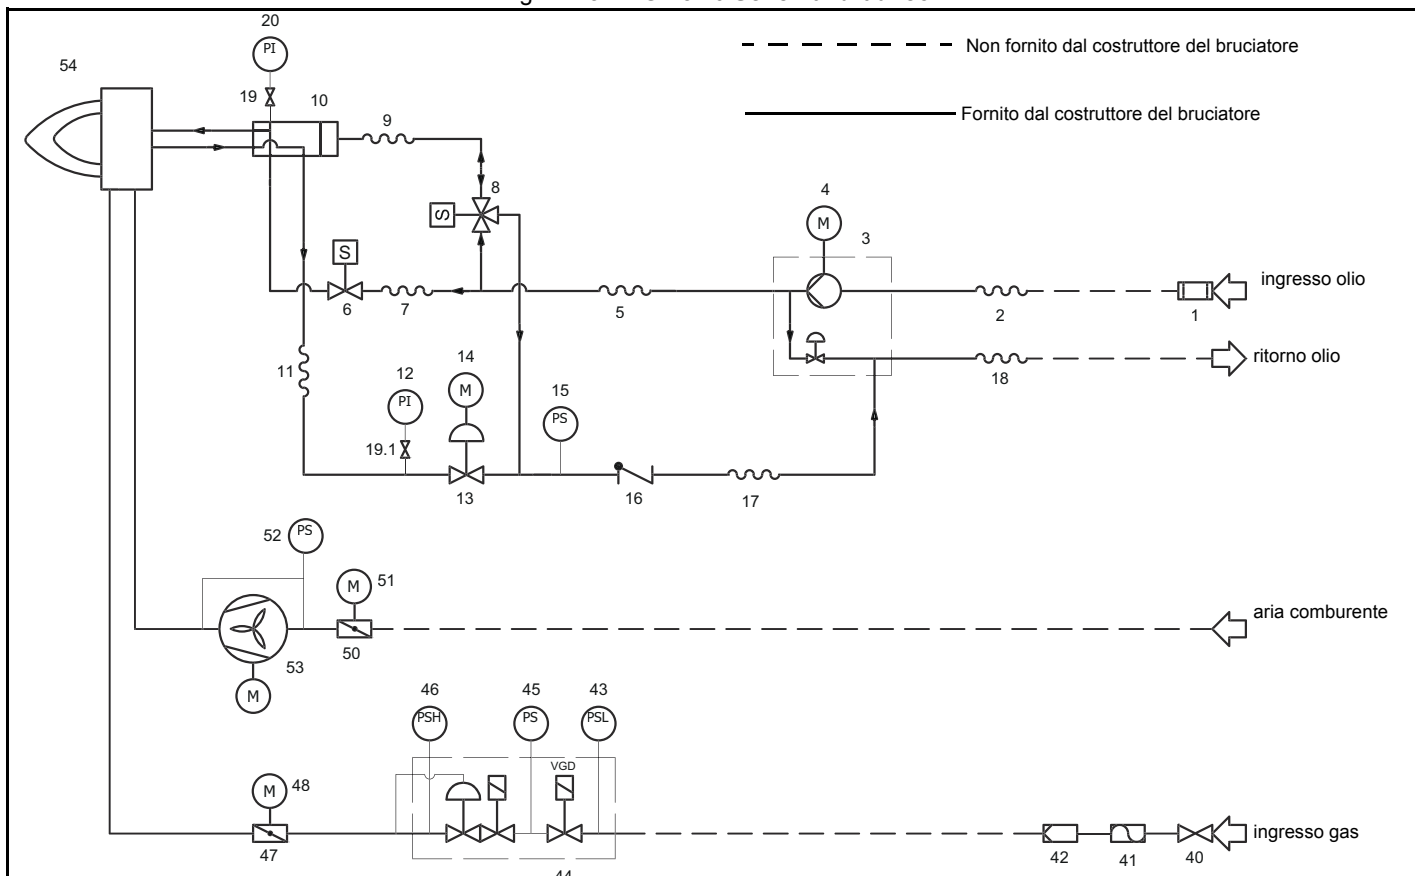 20
PI
19
10
9
54
Non fornito dal costruttore del bruciatore
Fornito dal costruttore del bruciatore
8
S
S
6
7
5
4
M
3
2
1
ingresso olio
ritorno olio
18
11
12
PI
19.1
14
M
13
15
PS
16
17
52
PS
51
M
50
53
M
aria comburente
46
PSH
45
PS
43
PSL
VGD
48
M
47
44
42
41
40
ingresso gas